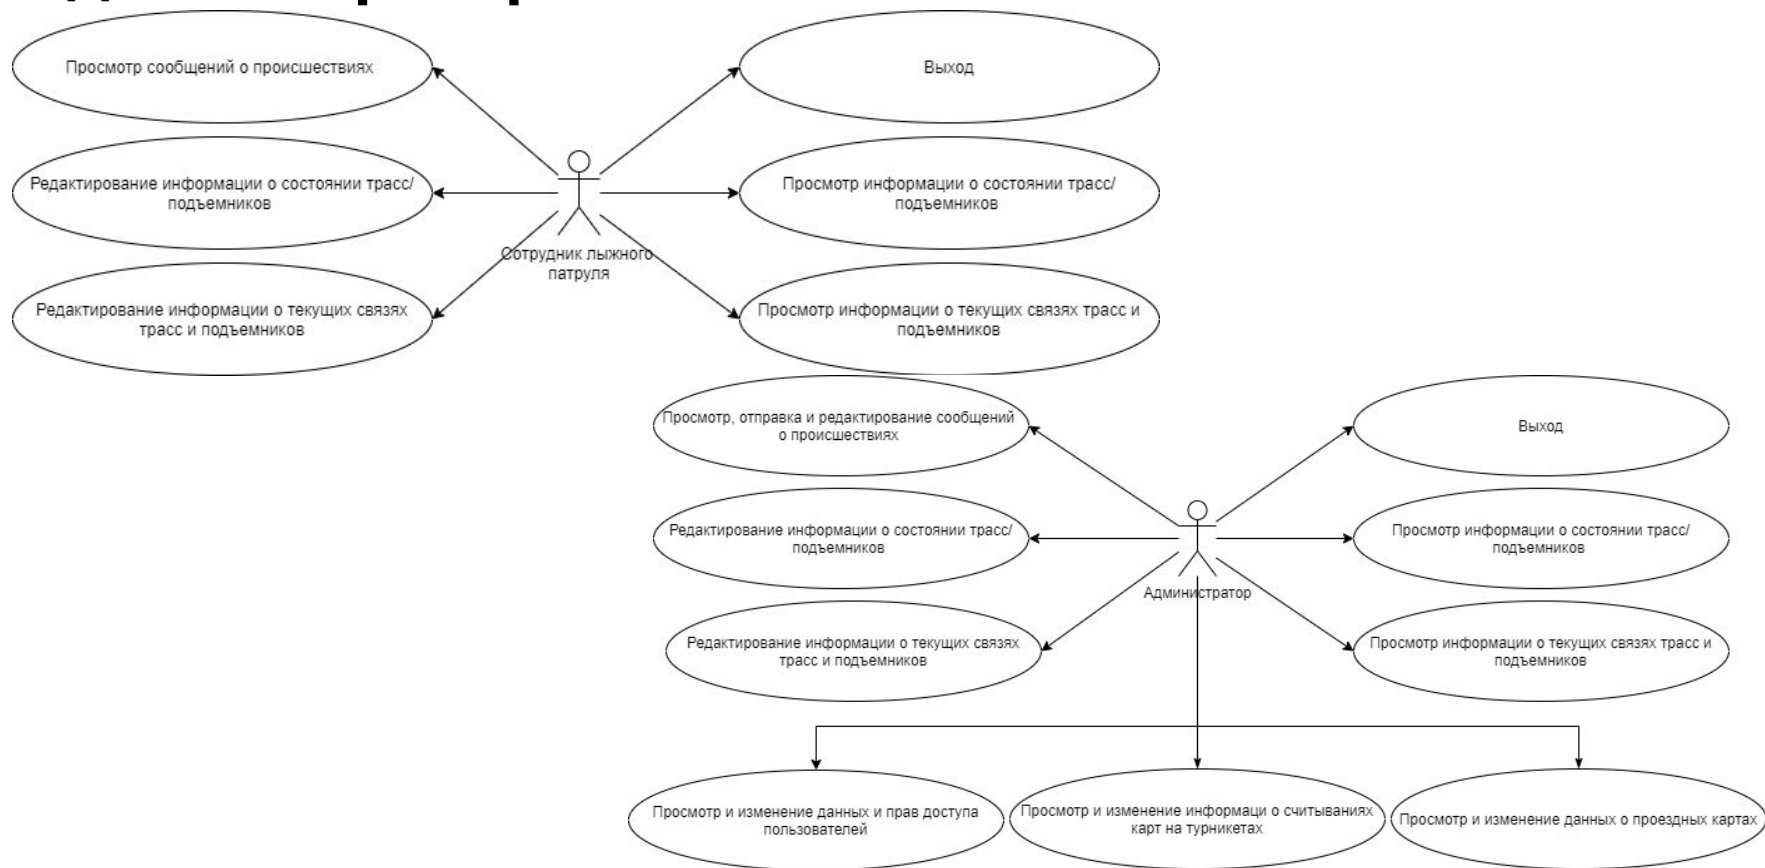 Просмотр сообщений о происшествиях
Выход
Редактирование информации о состоянии трасс/
подъемников
Просмотр информации о состоянии трасс/
подъемников
Сотрудник лыжного
патруля
Редактирование информации о текущих связях
трасс и подъемников
Просмотр информации о текущих связях трасс и
подъемников
Просмотр, отправка и редактирование сообщений
о происшествиях
Выход
Редактирование информации о состоянии трасс/
подъемников
Просмотр информации о состоянии трасс/
подъемников
Администратор
Редактирование информации о текущих связях
трасс и подъемников
Просмотр информации о текущих связях трасс и
подъемников
Просмотр и изменение данных и прав доступа
пользователей
Просмотр и изменение информаци о считываниях
карт на турникетах
Просмотр и изменение данных о проездных картах